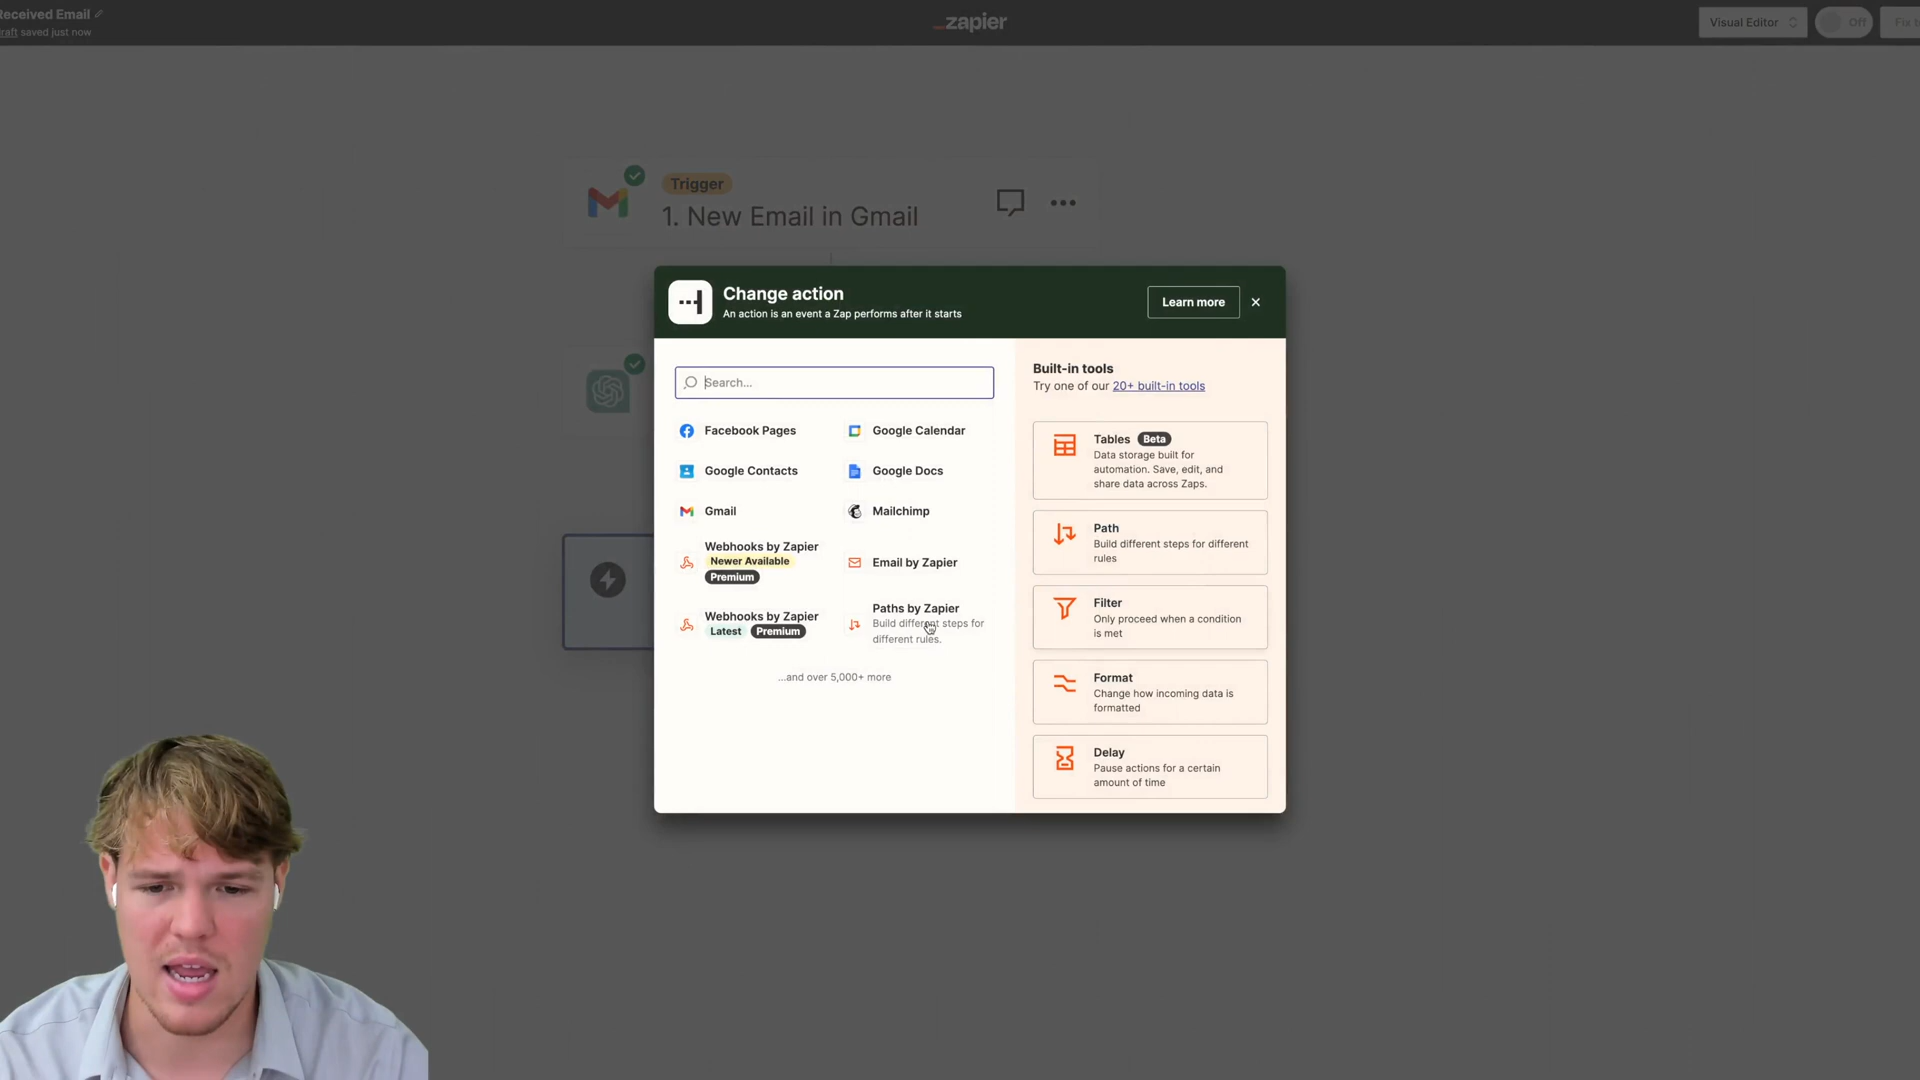 Received Email
draft saved just now
zapier
Visual Editor
Off
Fix
Trigger
1. New Email in Gmail
Change action
An action is an event a Zap performs after it starts
Learn more
Search...
Facebook Pages
Google Calendar
Google Contacts
Google Docs
Gmail
Mailchimp
Webhooks by Zapier
Newer Available
Premium
Email by Zapier
Webhooks by Zapier
Latest Premium
Paths by Zapier
Build different steps for
different rules.
...and over 5,000+ more
Built-in tools
Try one of our 20+ built-in tools
Tables Beta
Data storage built for
automation. Save, edit, and
share data across Zaps.
Path
Build different steps for different
rules
Filter
Only proceed when a condition
is met
Format
Change how incoming data is
formatted
Delay
Pause actions for a certain
amount of time